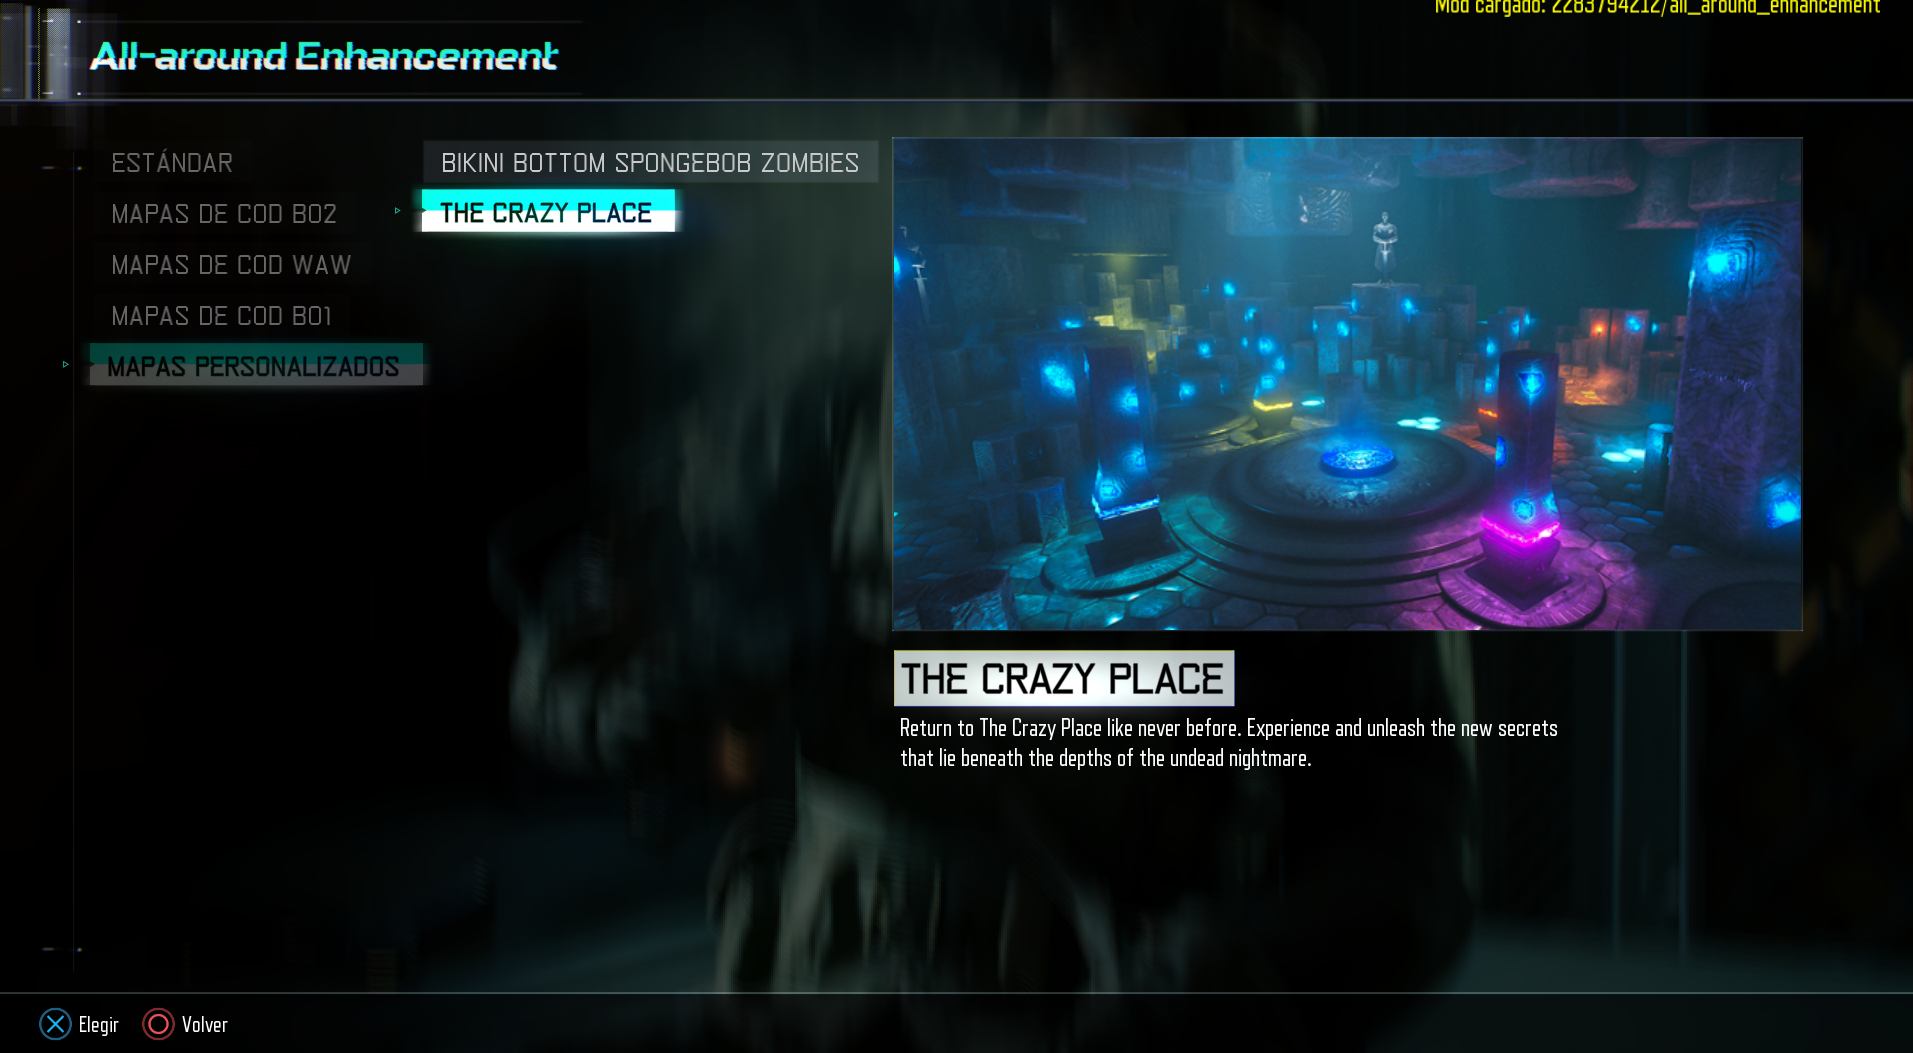 Mod cargado: 2283794212/all_around_enhancement
All-around Enhancement
ESTÁNDAR
MAPAS DE COD BO2
MAPAS DE COD WAW
MAPAS DE COD BO1
MAPAS PERSONALIZADOS
BIKINI BOTTOM SPONGEBOB ZOMBIES
THE CRAZY PLACE
THE CRAZY PLACE
Return to The Crazy Place like never before. Experience and unleash the new secrets
that lie beneath the depths of the undead nightmare.
Elegir
Volver